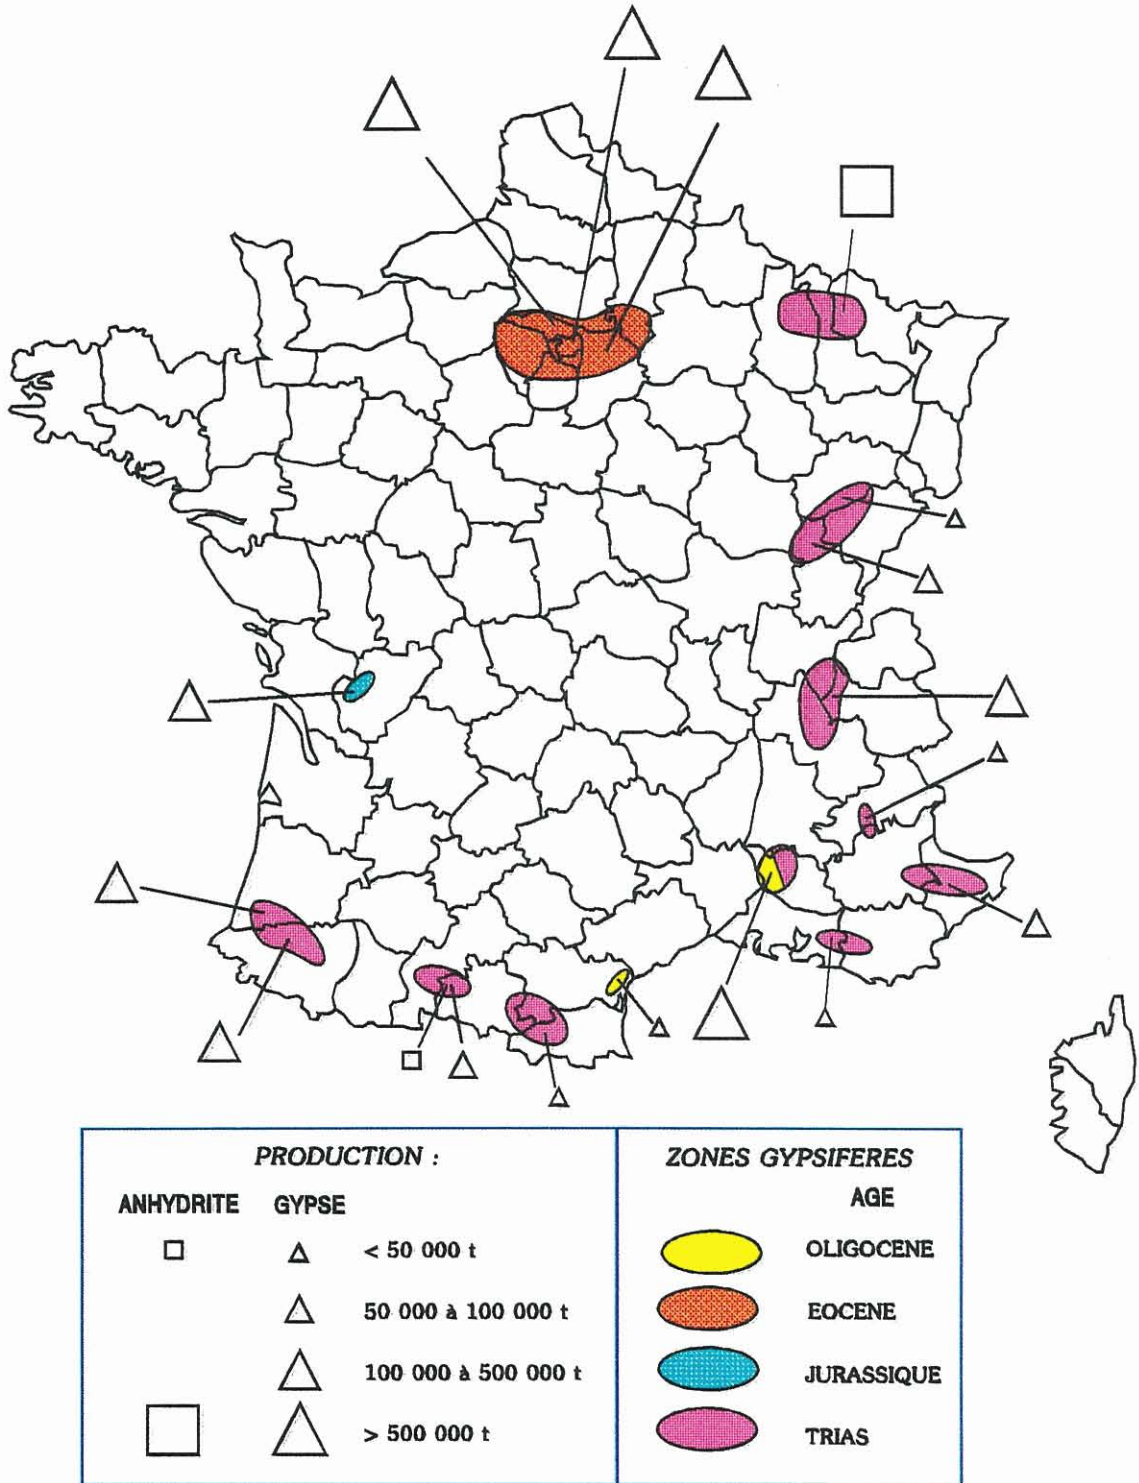 PRODUCTION :
ANHYDRITE GYPSE
< 50 000 t
50 000 à 100 000 t
100 000 à 500 000 t
> 500 000 t
ZONES GYPSIFERES
AGE
OLIGOCENE
EOCENE
JURASSIQUE
TRIAS